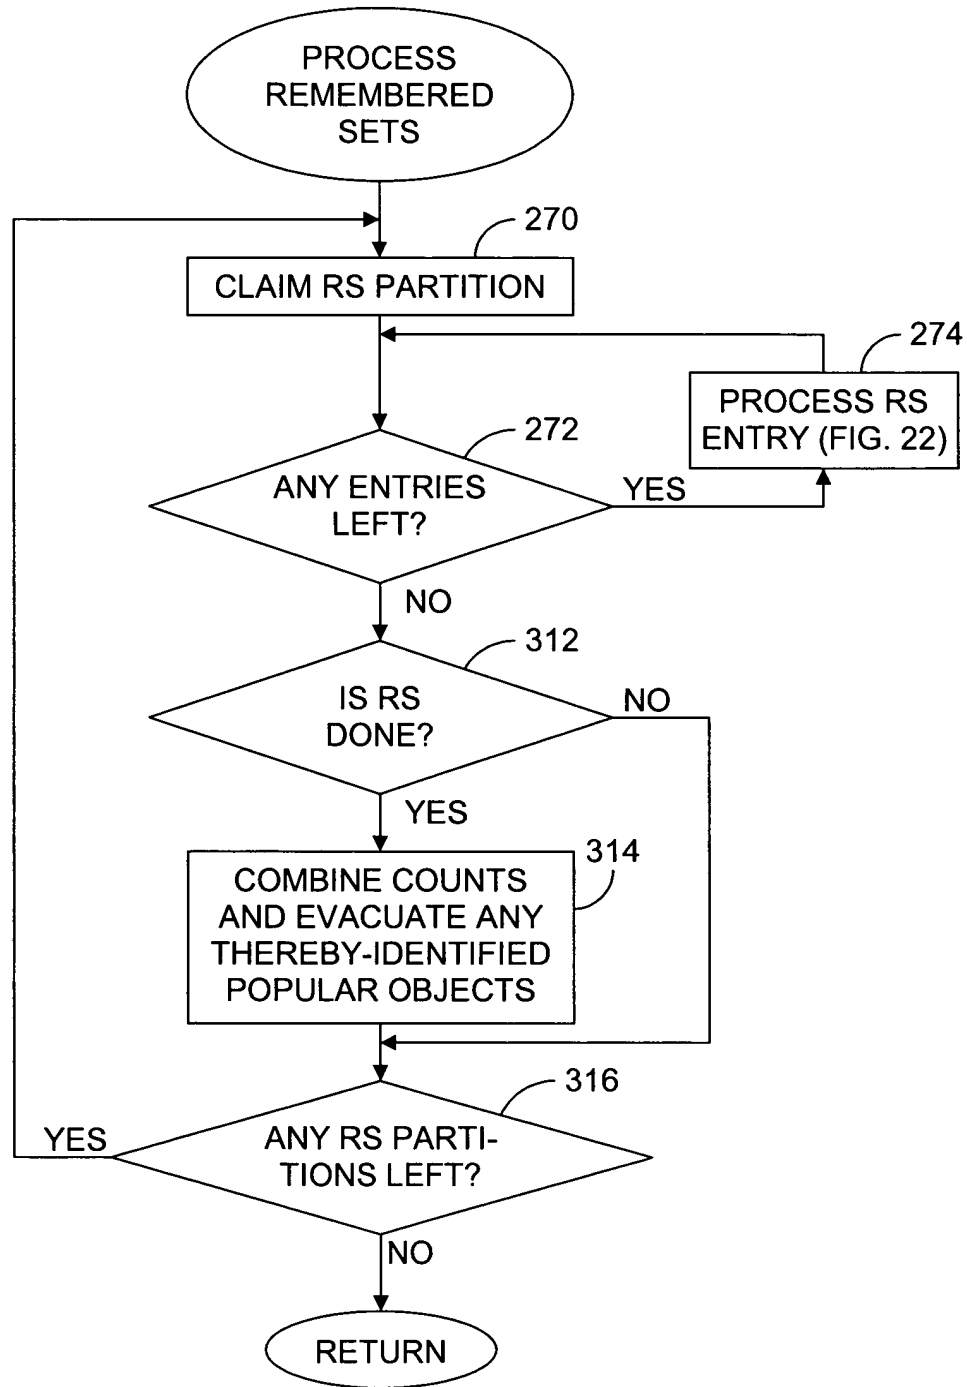 PROCESS
REMEMBERED
SETS
270
CLAIM RS PARTITION
274
PROCESS RS
ENTRY (FIG. 22)
272
ANY ENTRIES
LEFT?
YES
NO
312
IS RS
DONE?
NO
YES
314
COMBINE COUNTS
AND EVACUATE ANY
THEREBY-IDENTIFIED
POPULAR OBJECTS
316
YES
ANY RS PARTI-
TIONS LEFT?
NO
RETURN